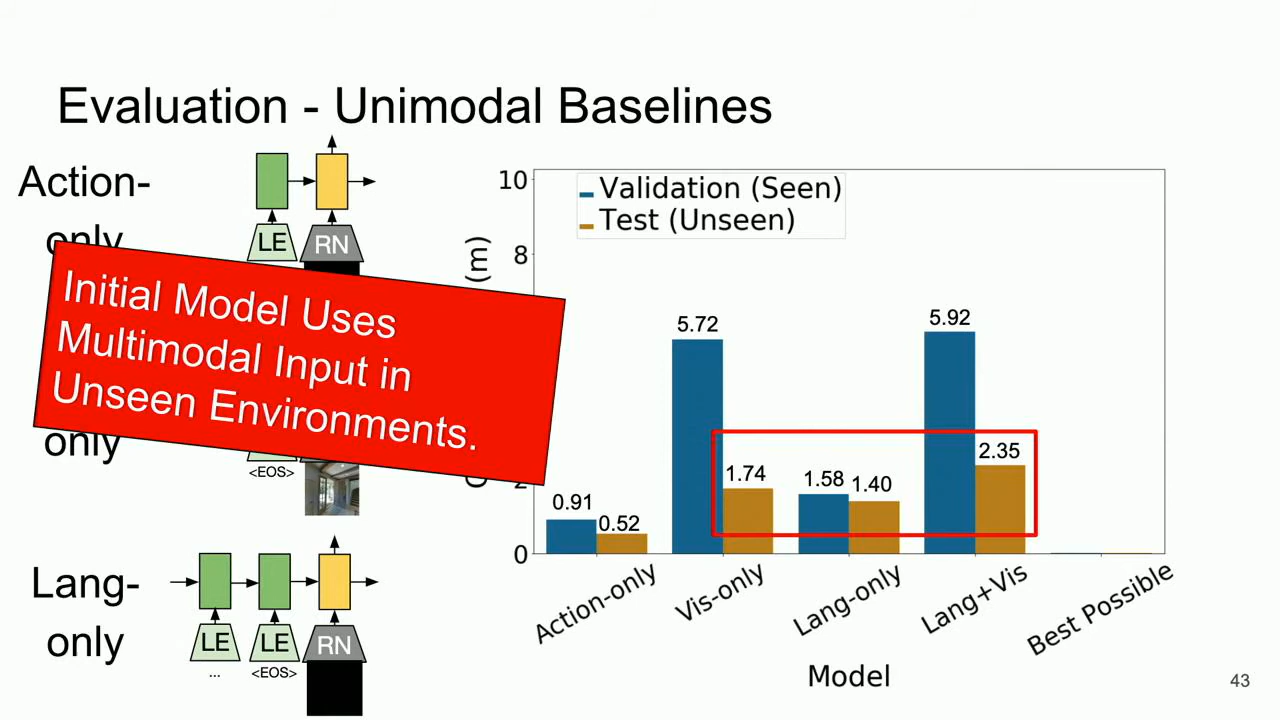 Evaluation - Unimodal Baselines
Action-
only
LE
RN
Initial Model Uses
Multimodal Input in
Unseen Environments.
only
<EOS>
Lang-
only
LE
LE
RN
...
<EOS>
Validation (Seen)
Test (Unseen)
10
8
2
0
(m)
0.91
0.52
5.72
1.74
1.58
1.40
5.92
2.35
Action-only
Vis-only
Lang-only
Lang+Vis
Best Possible
Model
43